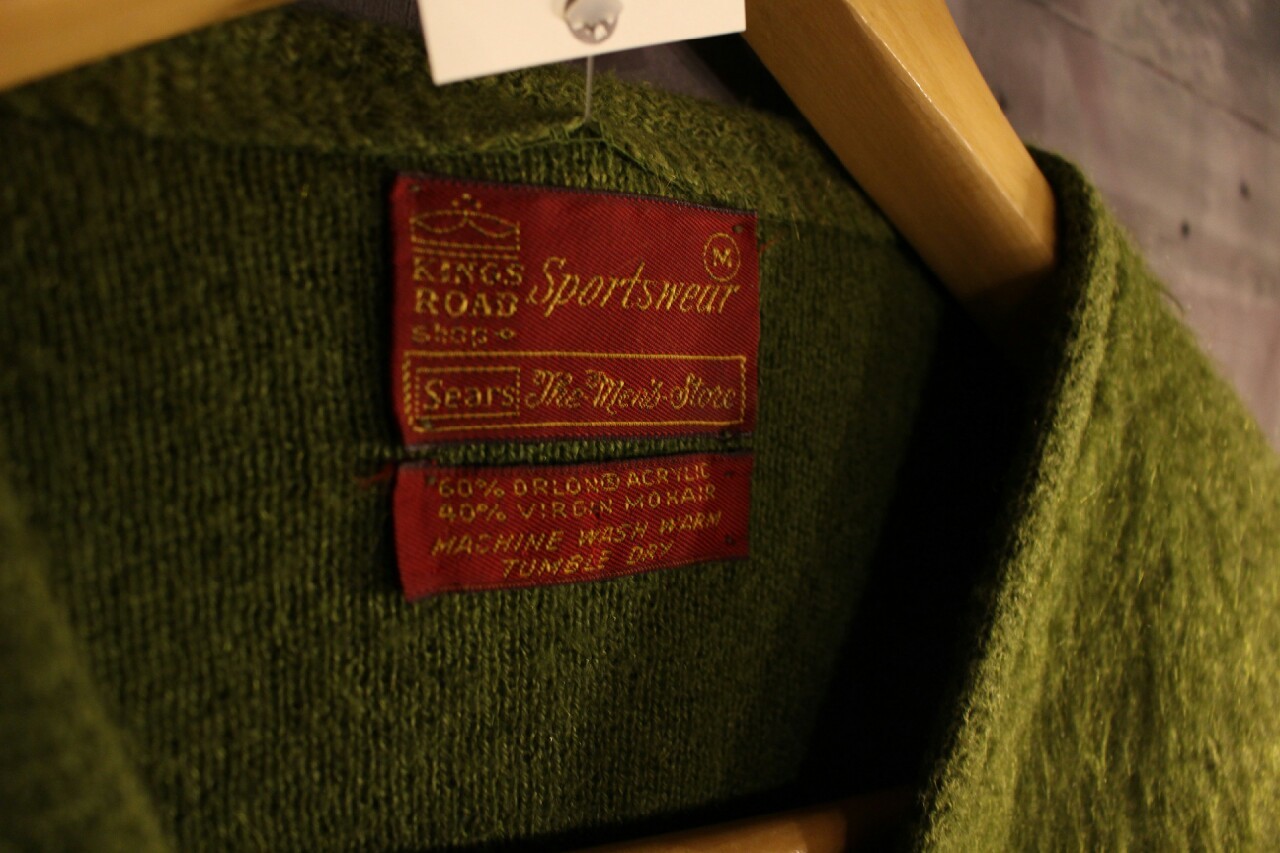 KINGS
ROAD
shop
Sportswear
M
Sears The Men's Store
60% ORLON® ACRYLIC
40% VIRGIN MOHAIR
MACHINE WASH WARM
TUMBLE DRY